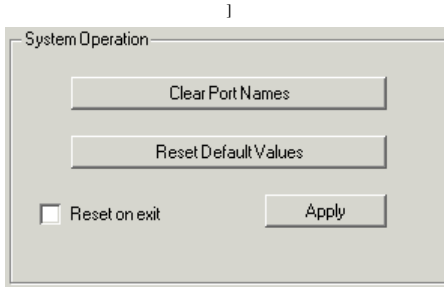 ]
System Operation
Clear Port Names
Reset Default Values
Reset on exit
Apply